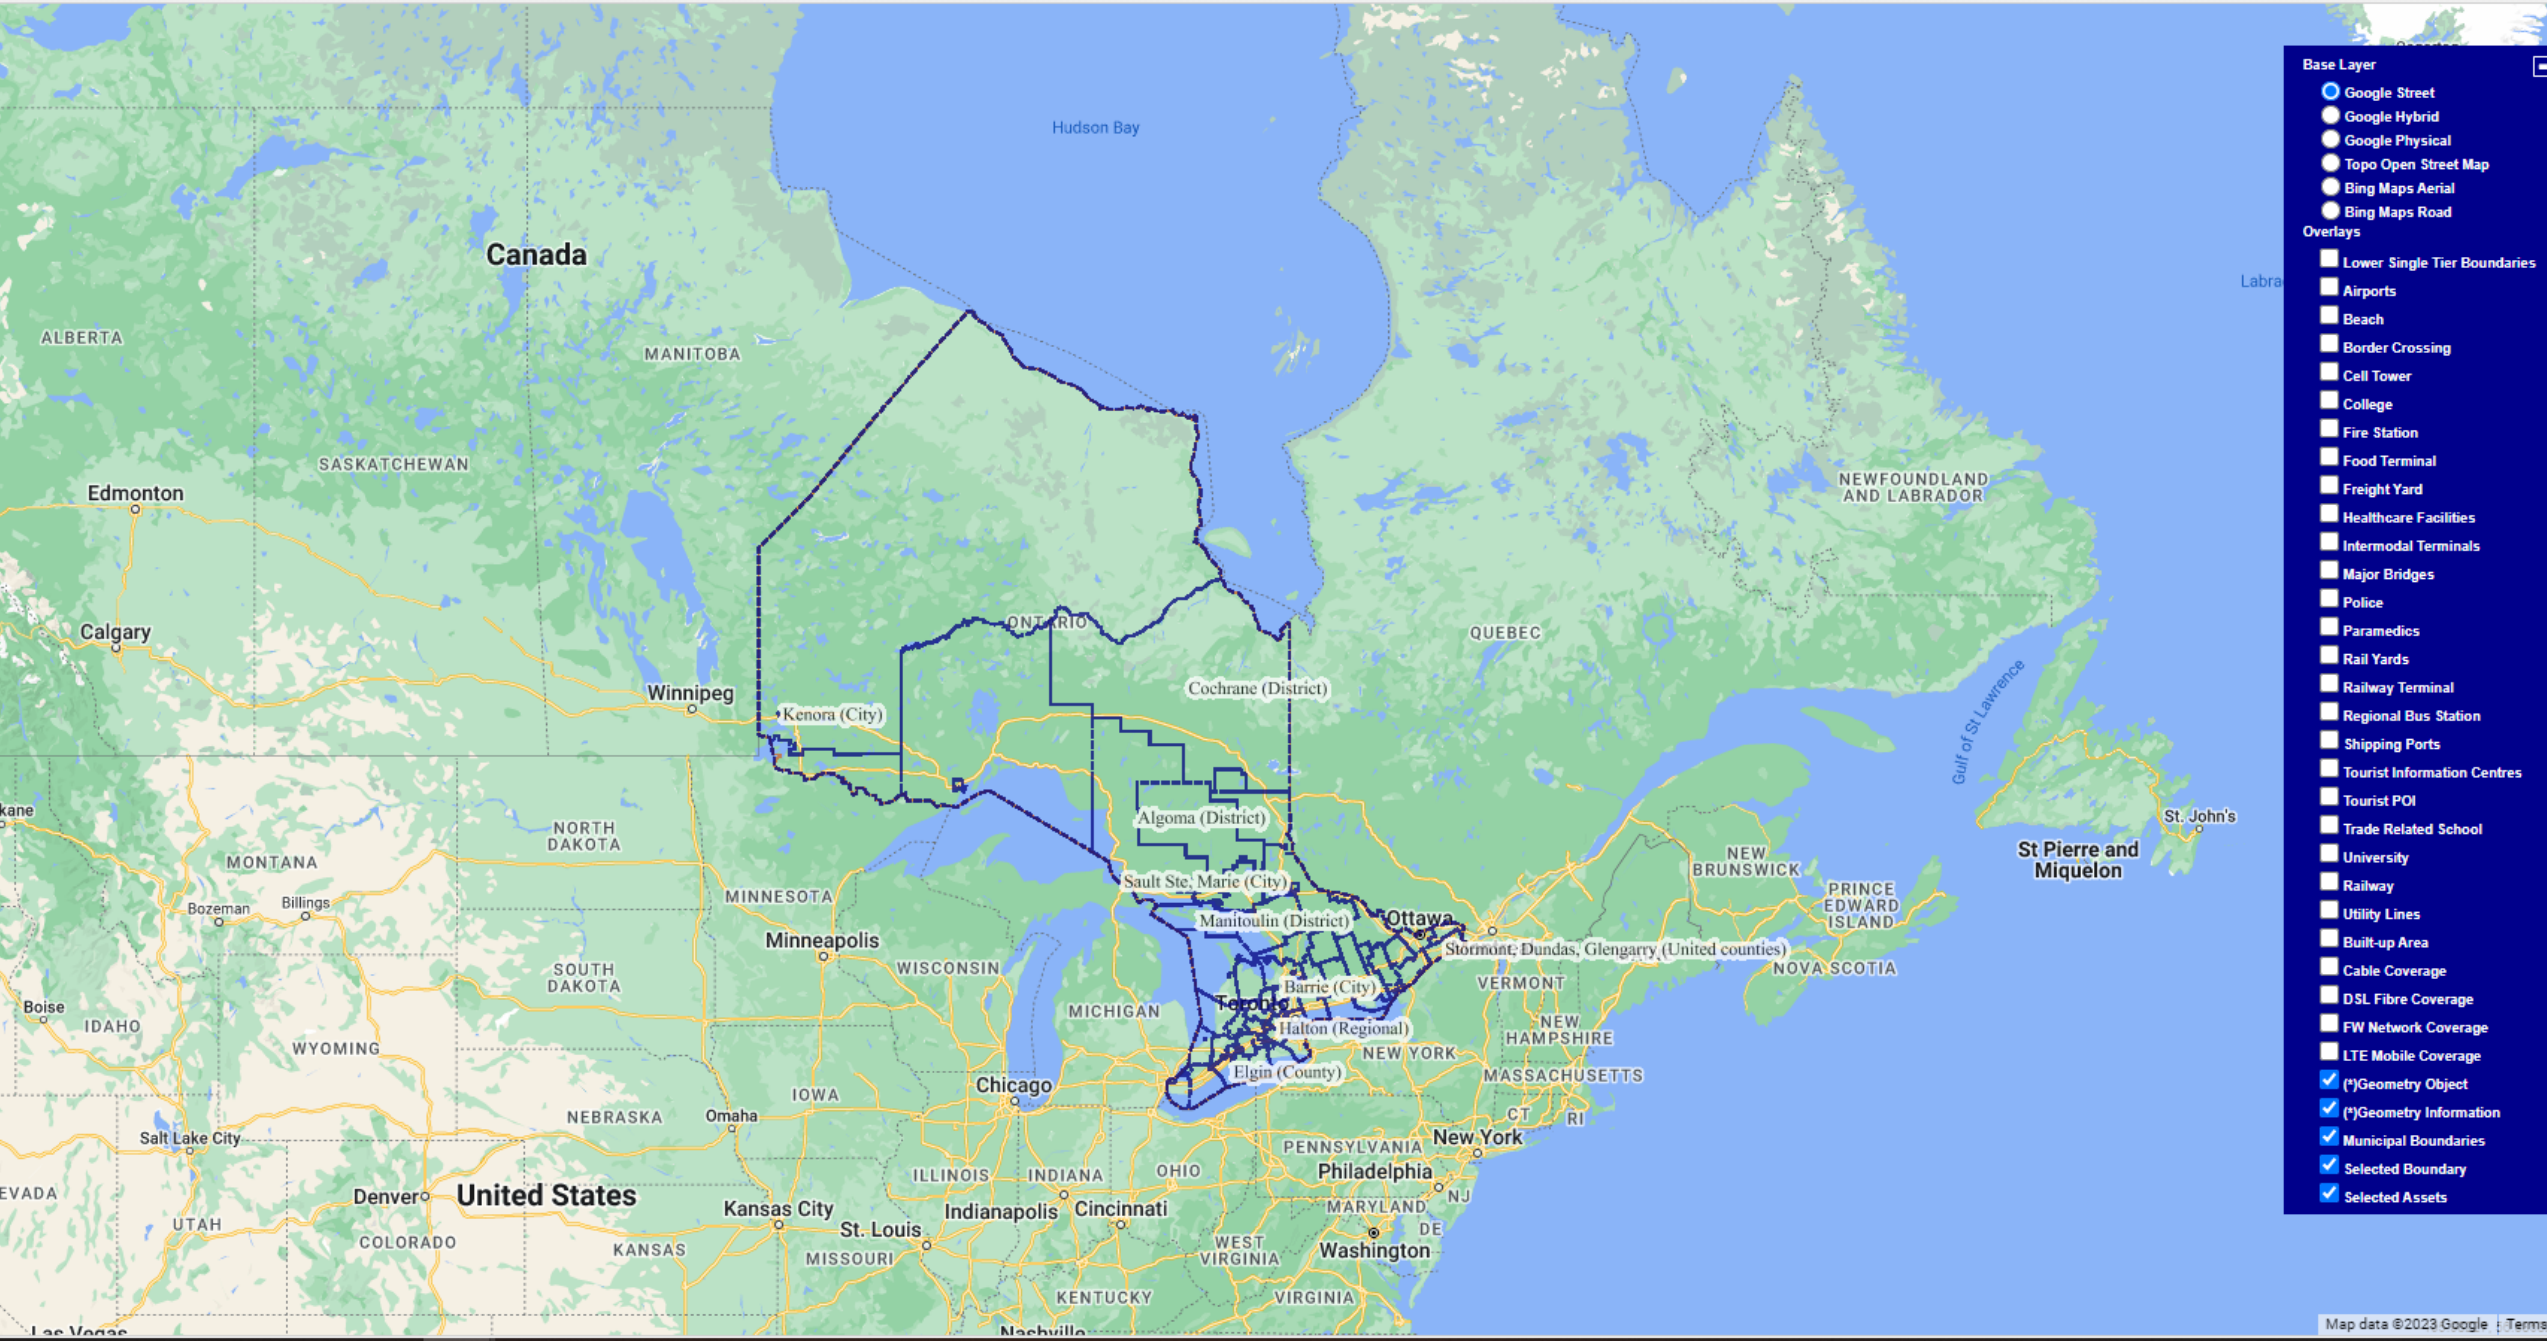 Hudson Bay
Canada
ALBERTA
MANITOBA
SASKATCHEWAN
Edmonton
NEWFOUNDLAND
AND LABRADOR
Labra
Calgary
ONTARIO
QUEBEC
Winnipeg
Kenora (City)
Cochrane (District)
Gulf of St Lawrence
kane
NORTH
DAKOTA
Algoma (District)
St. John's
MONTANA
St Pierre and
Miquelon
NEW
BRUNSWICK
Bozeman
Billings
MINNESOTA
Sault Ste, Marie (City)
PRINCE
EDWARD
ISLAND
Manitoulin (District)
Ottawa
Minneapolis
Stormont, Dundas, Glengarry (United counties)
WISCONSIN
SOUTH
DAKOTA
NOVA SCOTIA
Boise
IDAHO
Barrie (City)
VERMONT
Toronto
MICHIGAN
Halton (Regional)
NEW
HAMPSHIRE
WYOMING
NEW YORK
Elgin (County)
MASSACHUSETTS
Chicago
IOWA
CT
RI
NEBRASKA
Omaha
Salt Lake City
PENNSYLVANIA
New York
ILLINOIS
INDIANA
OHIO
Philadelphia
EVADA
Denver
United States
NJ
Kansas City
Indianapolis
Cincinnati
MARYLAND
UTAH
St. Louis
DE
COLORADO
KANSAS
MISSOURI
WEST
VIRGINIA
Washington
KENTUCKY
VIRGINIA
Las Vegas
Nashville
Base Layer
Google Street
Google Hybrid
Google Physical
Topo Open Street Map
Bing Maps Aerial
Bing Maps Road
Overlays
Lower Single Tier Boundaries
Airports
Beach
Border Crossing
Cell Tower
College
Fire Station
Food Terminal
Freight Yard
Healthcare Facilities
Intermodal Terminals
Major Bridges
Police
Paramedics
Rail Yards
Railway Terminal
Regional Bus Station
Shipping Ports
Tourist Information Centres
Tourist POI
Trade Related School
University
Railway
Utility Lines
Built-up Area
Cable Coverage
DSL Fibre Coverage
FW Network Coverage
LTE Mobile Coverage
(*)Geometry Object
(*)Geometry Information
Municipal Boundaries
Selected Boundary
Selected Assets
Map data ©2023 Google
Terms